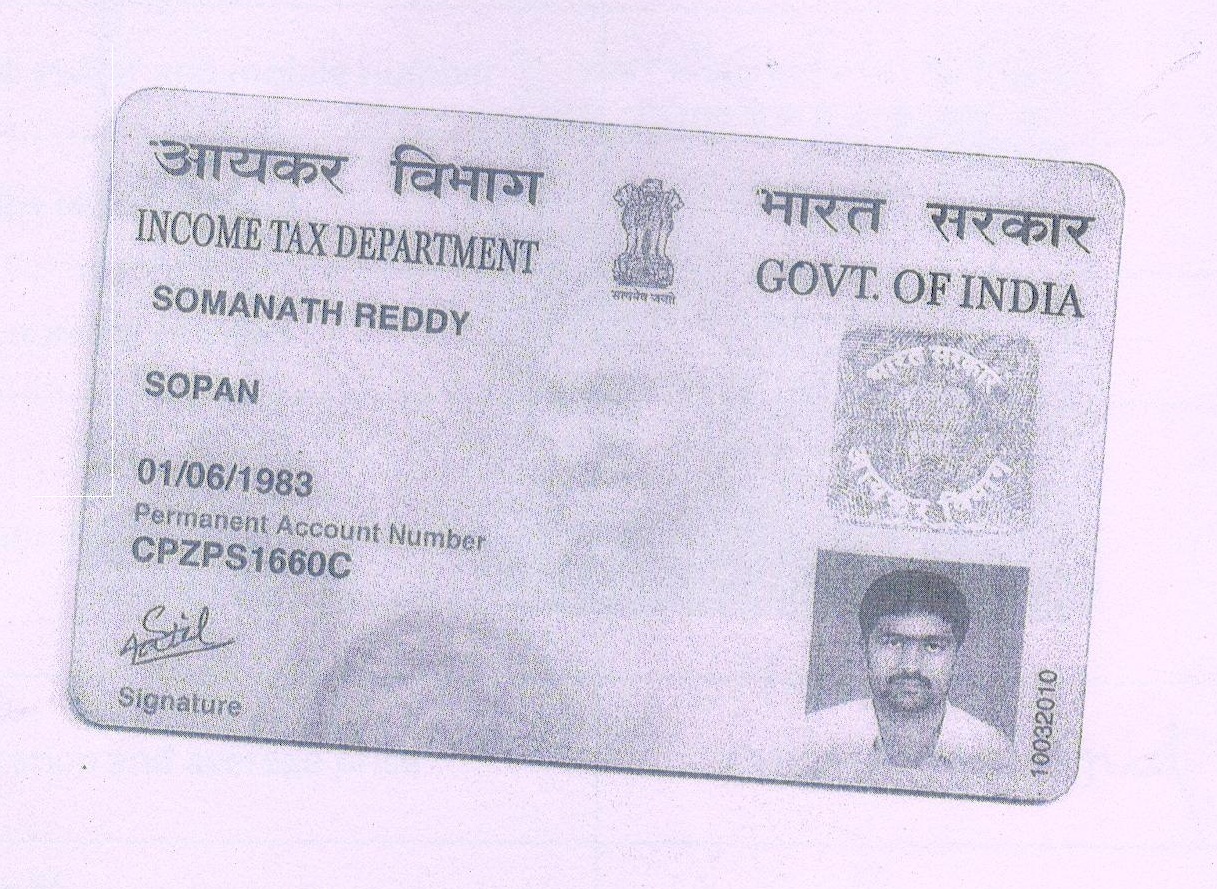 आयकर विभाग
INCOME TAX DEPARTMENT
सत्यमेव जयते
भारत सरकार
GOVT. OF INDIA
SOMANATH REDDY
SOPAN
01/06/1983
Permanent Account Number
CPZPS1660C
Signature
भारत सरकार
आयकर विभाग
10032010